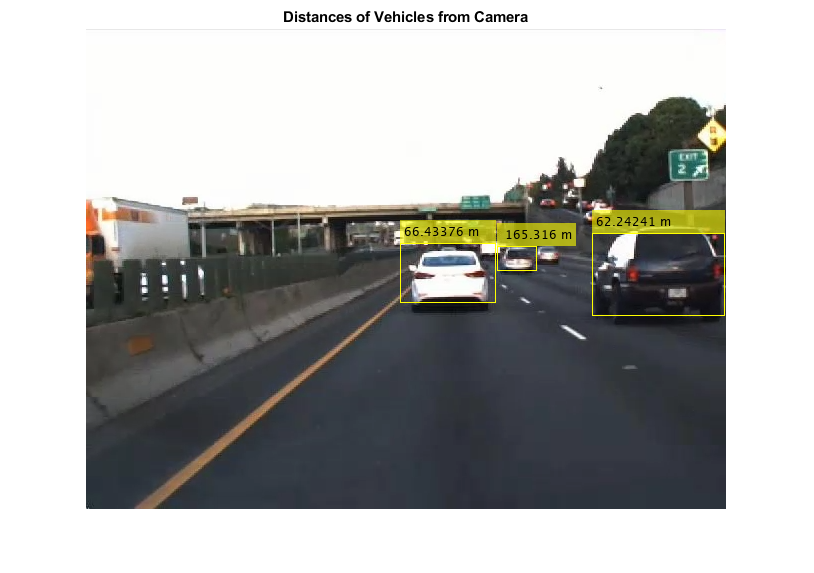 Distances of Vehicles from Camera
EXIT
2
66.43376 m
165.316 m
62.24241 m